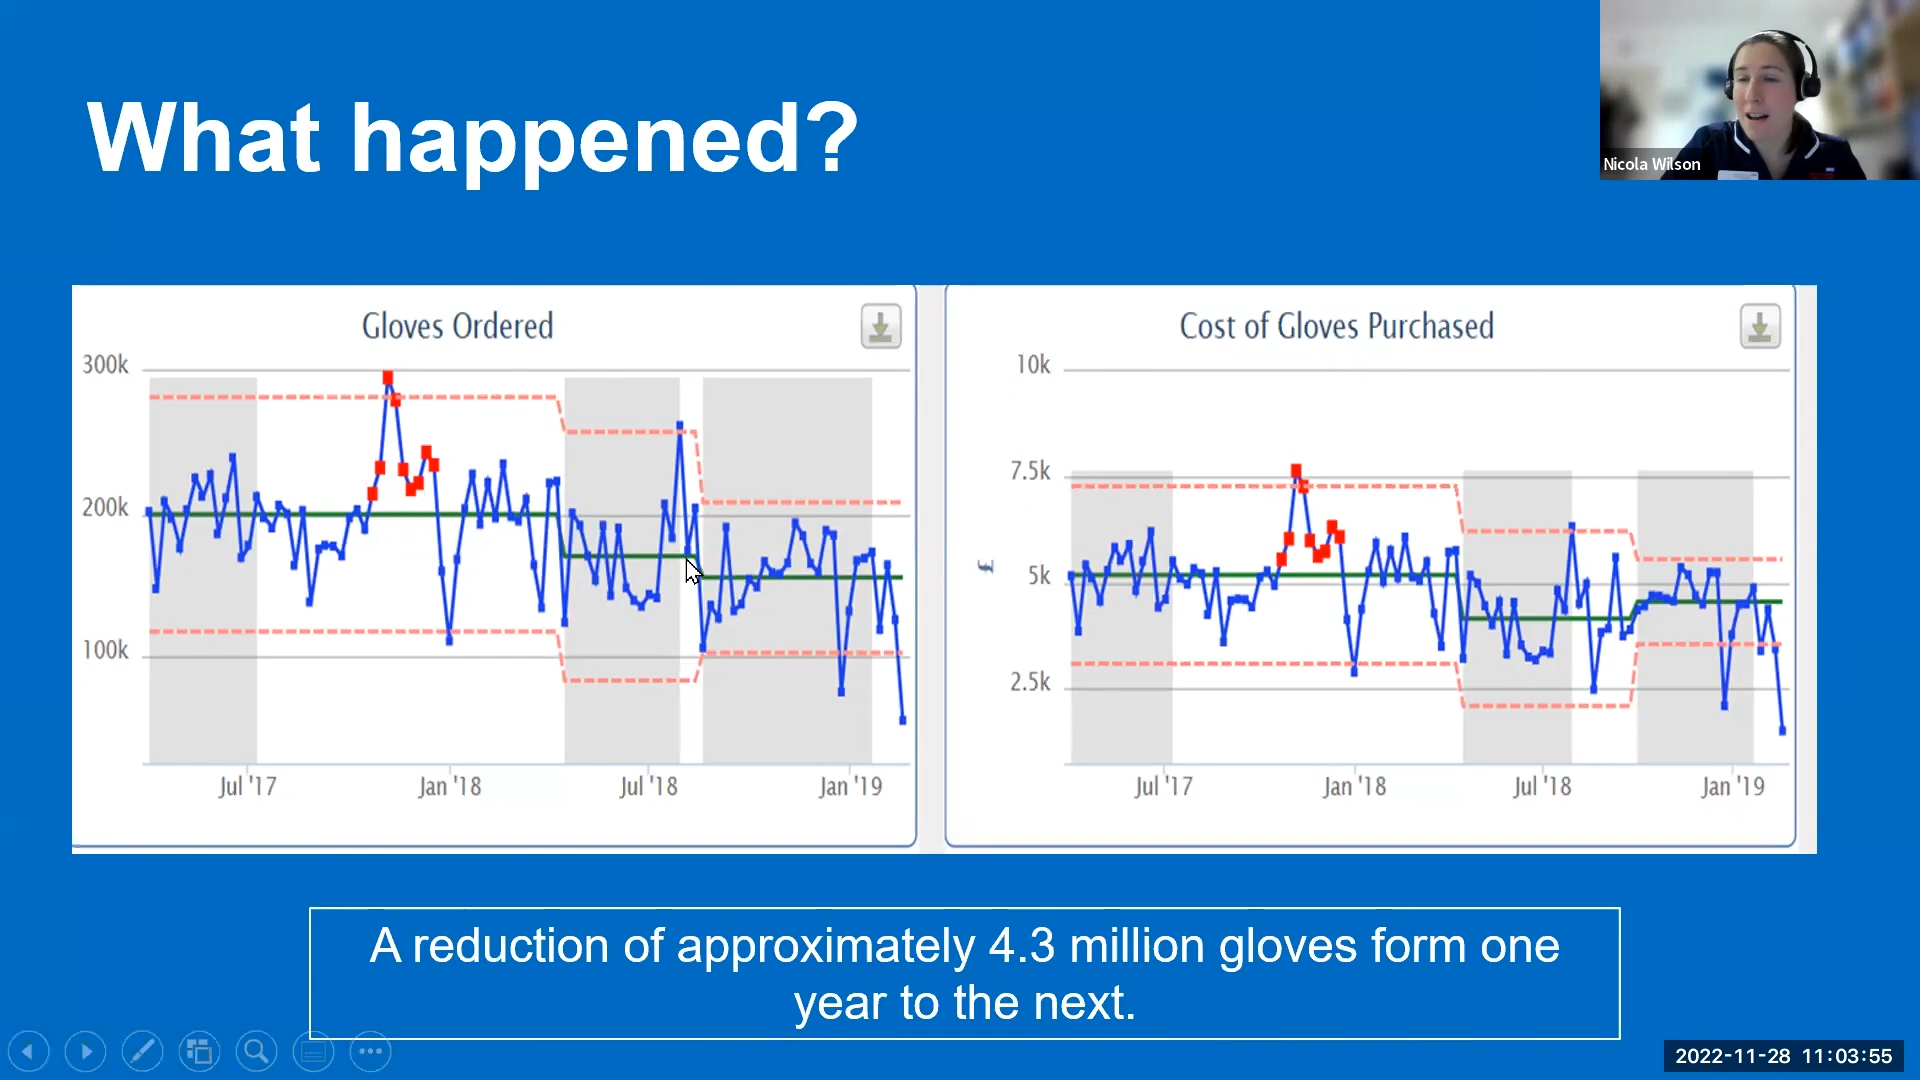 What happened?
Nicola Wilson
Gloves Ordered
300k
200k
100k
Jul '17
Jan '18
Jul '18
Jan '19
Cost of Gloves Purchased
10k
7.5k
5k
2.5k
£
Jul '17
Jan '18
Jul '18
Jan '19
A reduction of approximately 4.3 million gloves form one
year to the next.
2022-11-28 11:03:55